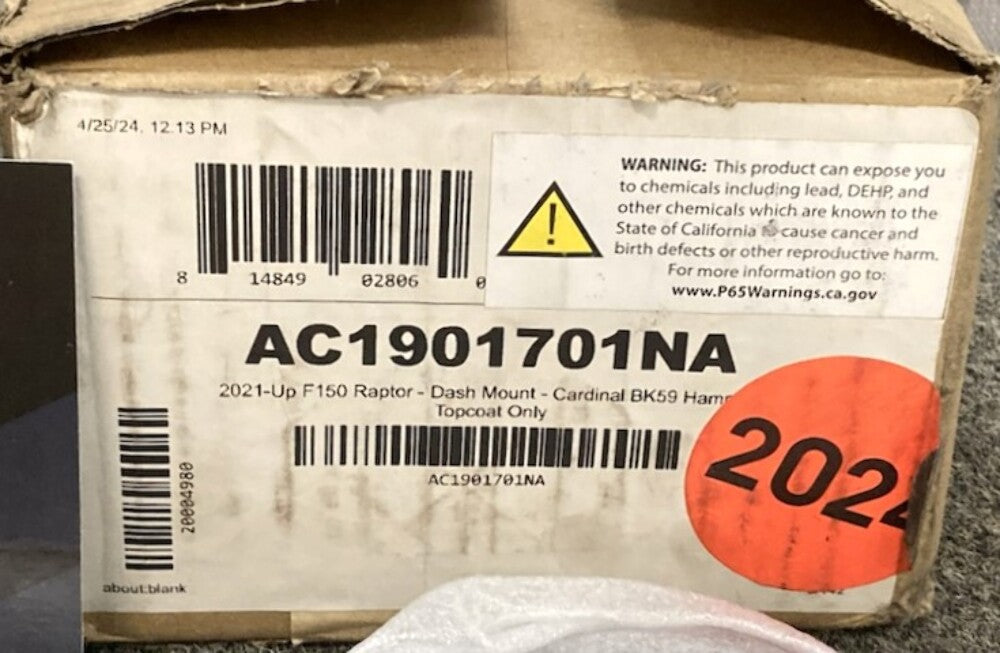 4/25/24, 12:13 PM
8 14849 02806 0
WARNING: This product can expose you
to chemicals including lead, DEHP, and
other chemicals which are known to the
State of California to cause cancer and
birth defects or other reproductive harm.
For more information go to:
www.P65Warnings.ca.gov
AC1901701NA
2021-Up F150 Raptor - Dash Mount - Cardinal BK59 Ham
Topcoat Only
AC1901701NA
20004980
about:blank
2024